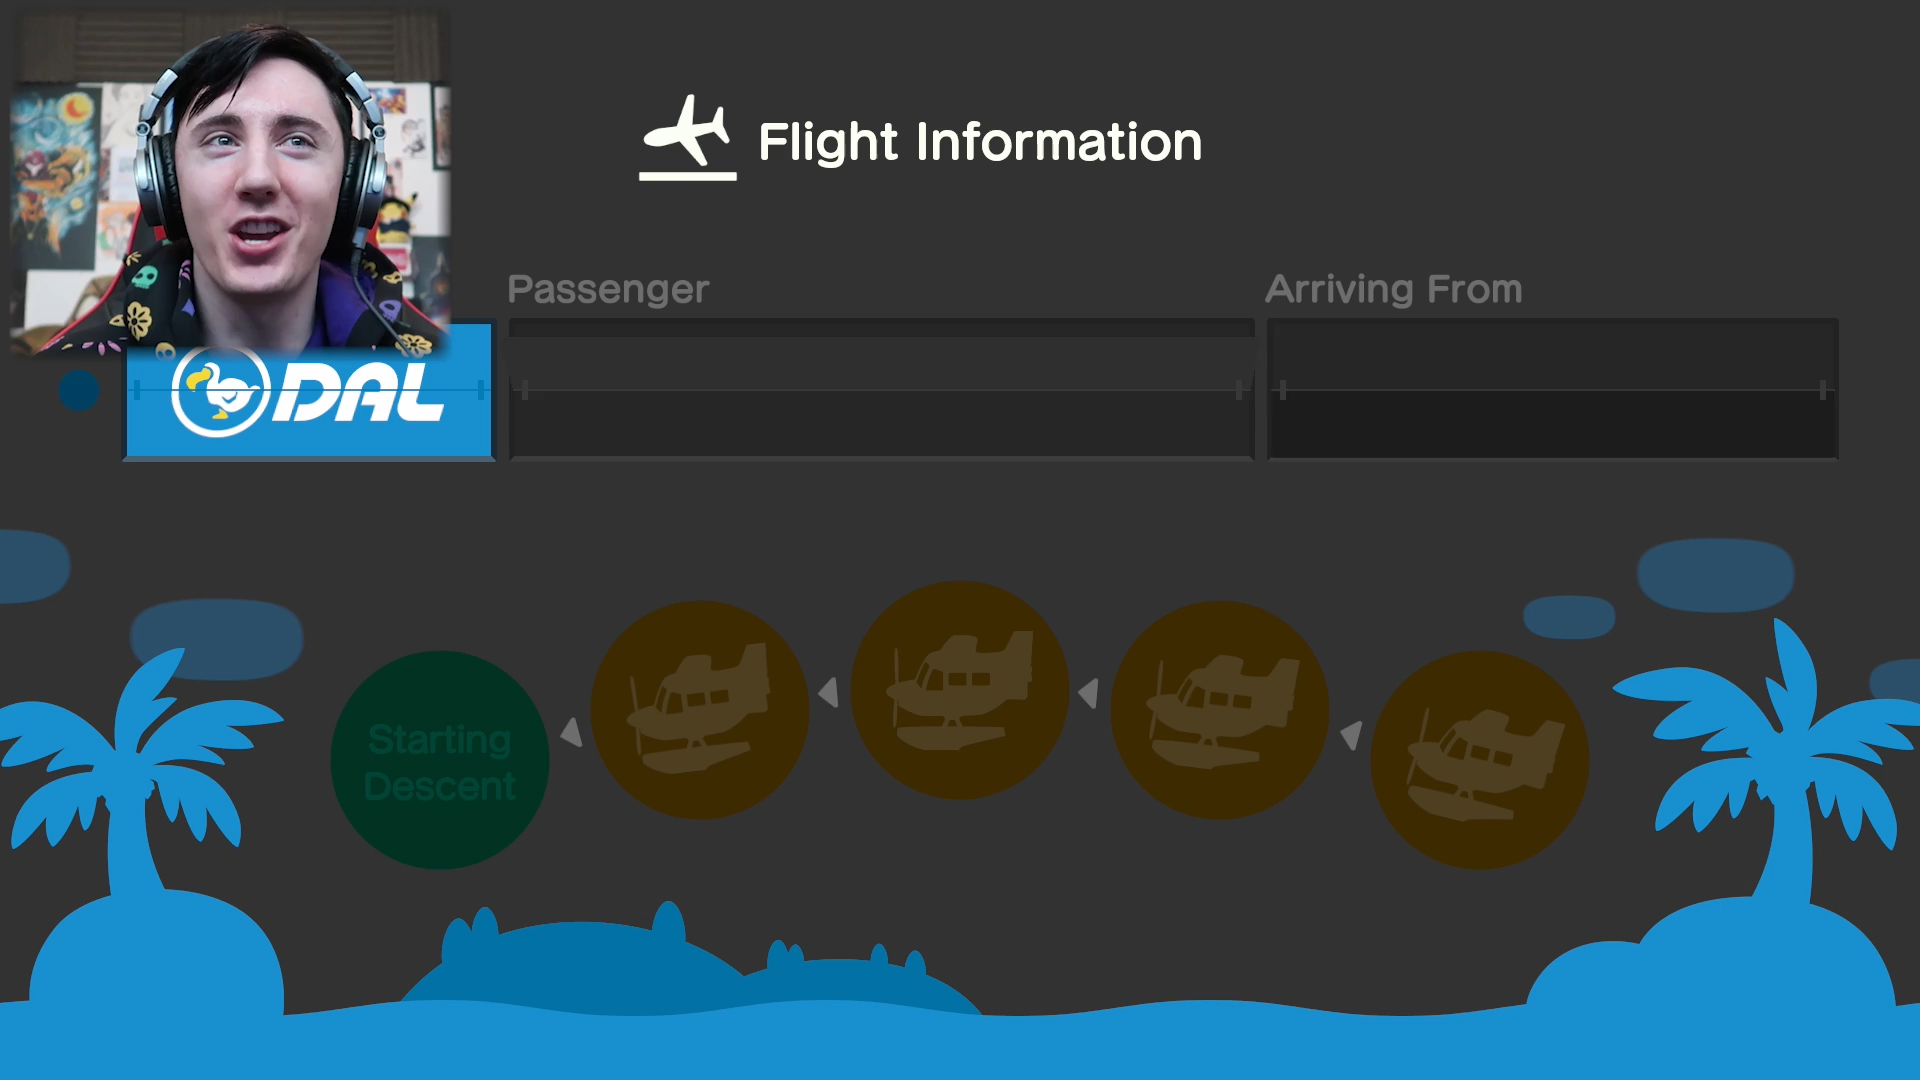 Flight Information
Passenger
Arriving From
DAL
Starting
Descent